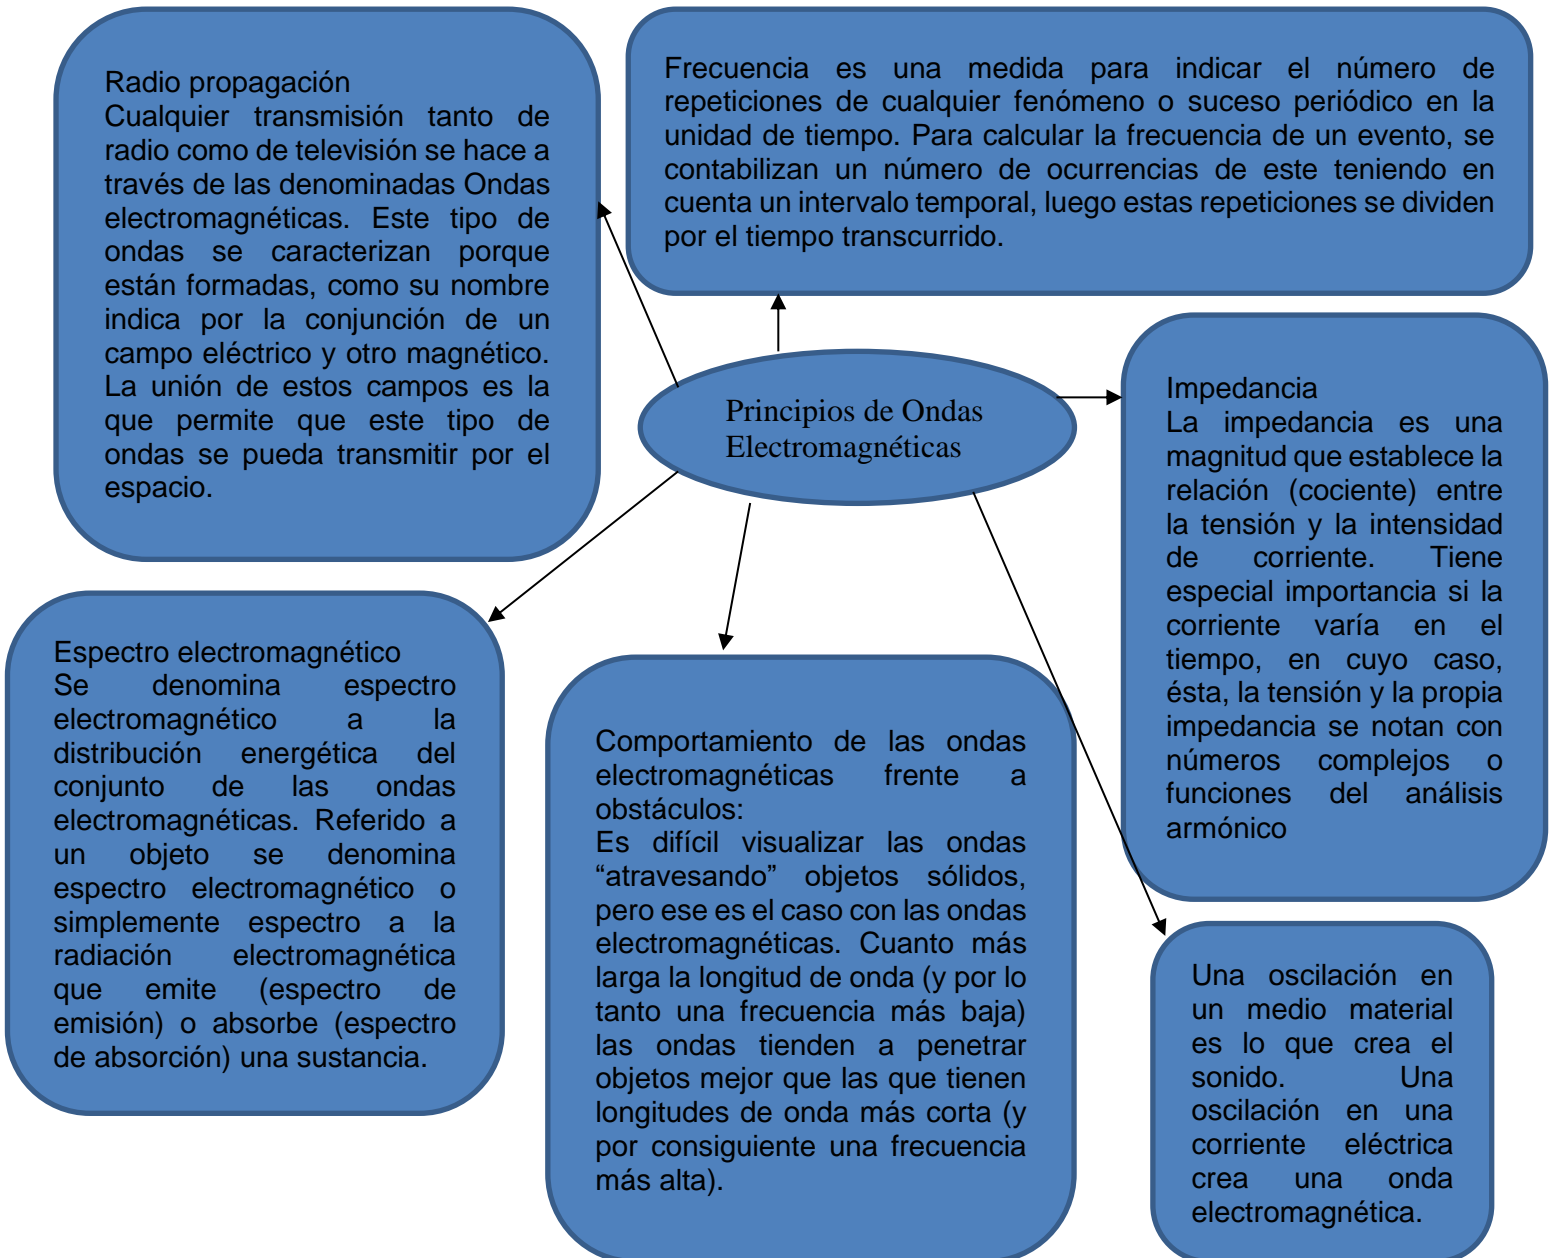 Radio propagación
Cualquier transmisión tanto de
radio como de televisión se hace a
través de las denominadas Ondas
electromagnéticas. Este tipo de
ondas se caracterizan porque
están formadas, como su nombre
indica por la conjunción de un
campo eléctrico y otro magnético.
La unión de estos campos es la
que permite que este tipo de
ondas se pueda transmitir por el
espacio.
Frecuencia es una medida para indicar el número de
repeticiones de cualquier fenómeno o suceso periódico en la
unidad de tiempo. Para calcular la frecuencia de un evento, se
contabilizan un número de ocurrencias de este teniendo en
cuenta un intervalo temporal, luego estas repeticiones se dividen
por el tiempo transcurrido.
Principios de Ondas
Electromagnéticas
Impedancia
La impedancia es una
magnitud que establece la
relación (cociente) entre
la tensión y la intensidad
de corriente. Tiene
especial importancia si la
corriente varía en el
tiempo, en cuyo caso,
ésta, la tensión y la propia
impedancia se notan con
números complejos o
funciones del análisis
armónico
Espectro electromagnético
Se denomina espectro
electromagnético a la
distribución energética del
conjunto de las ondas
electromagnéticas. Referido a
un objeto se denomina
espectro electromagnético o
simplemente espectro a la
radiación electromagnética
que emite (espectro de
emisión) o absorbe (espectro
de absorción) una sustancia.
Comportamiento de las ondas
electromagnéticas frente a
obstáculos:
Es difícil visualizar las ondas
“atravesando” objetos sólidos,
pero ese es el caso con las ondas
electromagnéticas. Cuanto más
larga la longitud de onda (y por lo
tanto una frecuencia más baja)
las ondas tienden a penetrar
objetos mejor que las que tienen
longitudes de onda más corta (y
por consiguiente una frecuencia
más alta).
Una oscilación en
un medio material
es lo que crea el
sonido. Una
oscilación en una
corriente eléctrica
crea una onda
electromagnética.